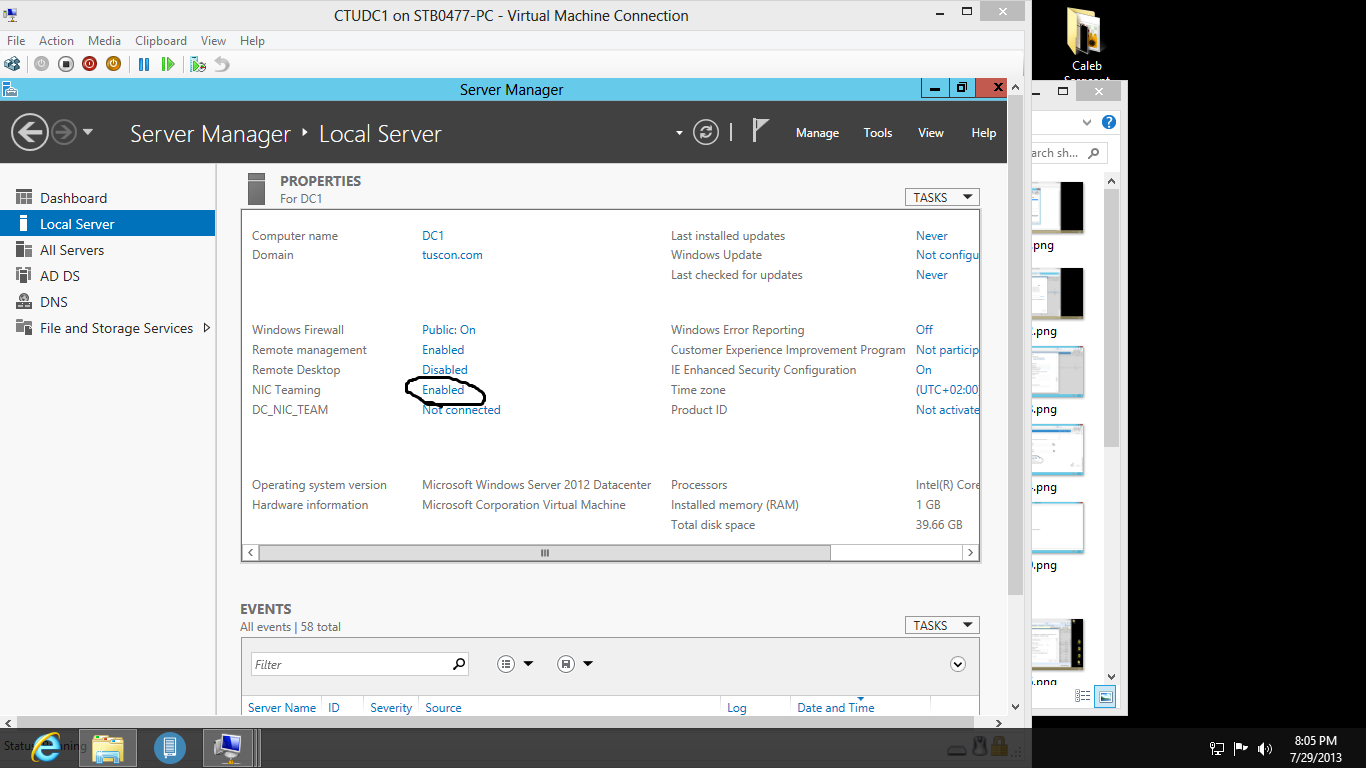 CTUDC1 on STB0477-PC - Virtual Machine Connection
File Action Media Clipboard View Help
Caleb
Server Manager
Server Manager ‣ Local Server
Manage Tools View Help
arch sh...
Dashboard
Local Server
All Servers
AD DS
DNS
File and Storage Services
PROPERTIES
For DC1
TASKS
Computer name DC1 Last installed updates Never
Domain tuscon.com Windows Update Not configu
Last checked for updates Never
Windows Firewall Public: On Windows Error Reporting Off
Remote management Enabled Customer Experience Improvement Program Not particip
Remote Desktop Disabled IE Enhanced Security Configuration On
NIC Teaming Enabled Time zone (UTC+02:00)
DC_NIC_TEAM Not connected Product ID Not activate
Operating system version Microsoft Windows Server 2012 Datacenter Processors Intel(R) Core
Hardware information Microsoft Corporation Virtual Machine Installed memory (RAM) 1 GB
Total disk space 39.66 GB
EVENTS
All events | 58 total
TASKS
Filter
Server Name ID Severity Source Log Date and Time
.png
.png
.png
.png
.png
.png
8:05 PM
7/29/2013